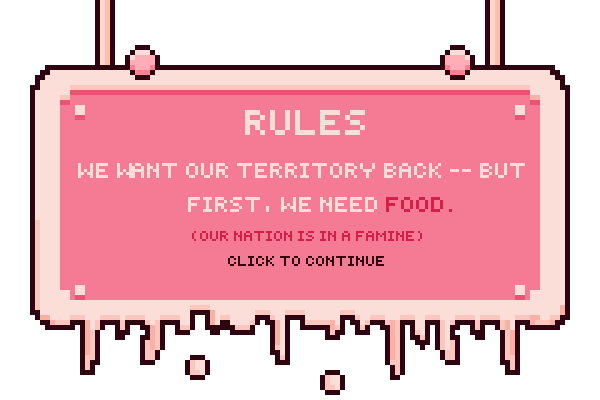 RULES
WE WANT OUR TERRITORY BACK -- BUT
FIRST, WE NEED FOOD.
(OUR NATION IS IN A FAMINE)
CLICK TO CONTINUE